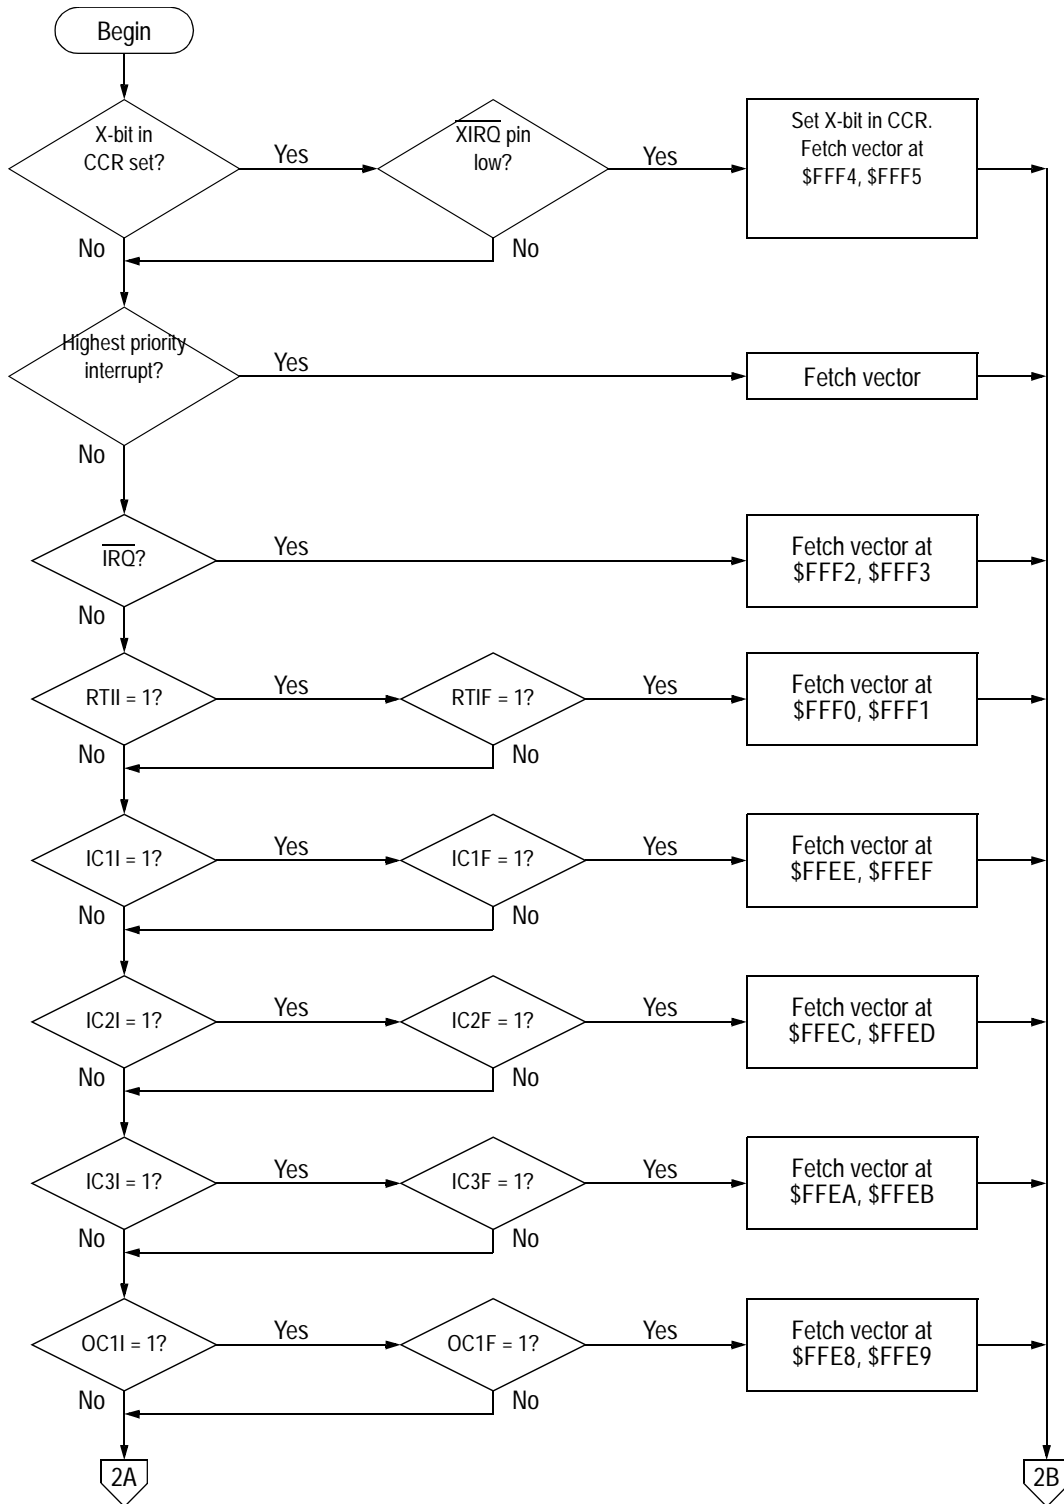 Begin
X-bit in
CCR set?
Yes
XIRQ pin
low?
Yes
Set X-bit in CCR.
Fetch vector at
$FFF4, $FFF5
No
No
Highest priority
interrupt?
Yes
Fetch vector
No
IRQ?
Yes
Fetch vector at
$FFF2, $FFF3
No
RTII = 1?
Yes
RTIF = 1?
Yes
Fetch vector at
$FFF0, $FFF1
No
No
IC1I = 1?
Yes
IC1F = 1?
Yes
Fetch vector at
$FFEE, $FFEF
No
No
IC2I = 1?
Yes
IC2F = 1?
Yes
Fetch vector at
$FFEC, $FFED
No
No
IC3I = 1?
Yes
IC3F = 1?
Yes
Fetch vector at
$FFEA, $FFEB
No
No
OC1I = 1?
Yes
OC1F = 1?
Yes
Fetch vector at
$FFE8, $FFE9
No
No
2A
2B